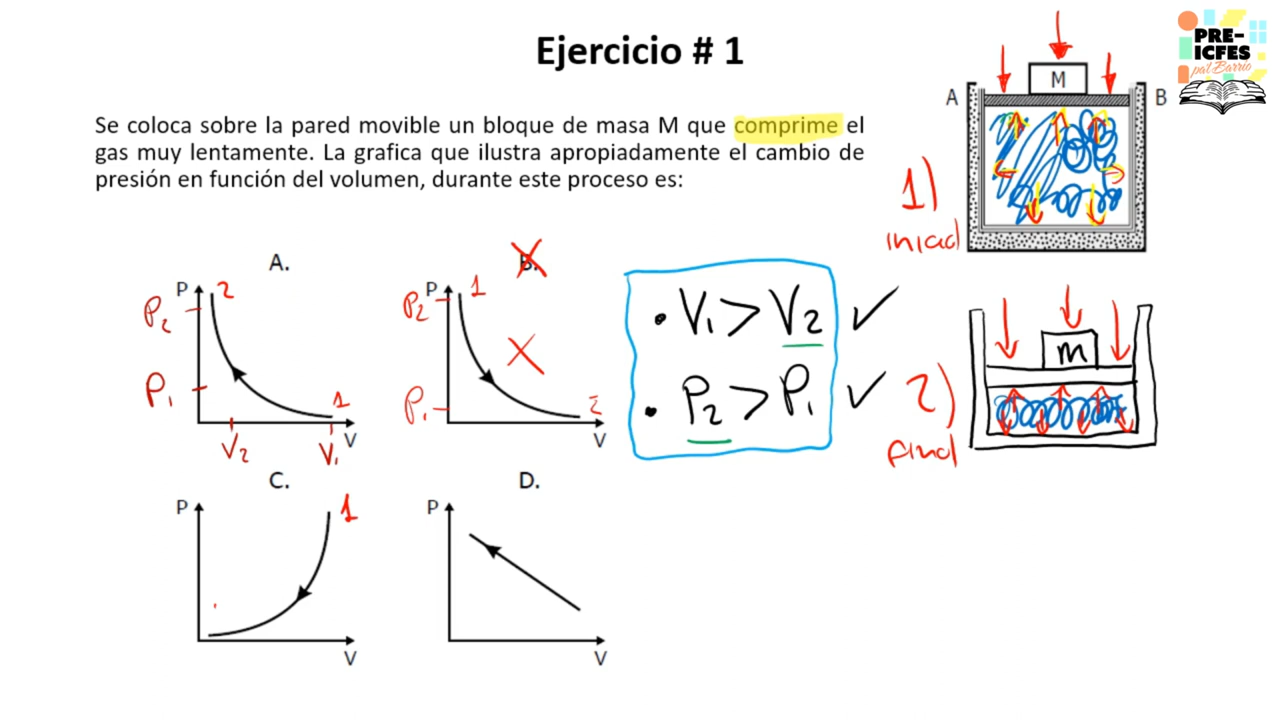 Ejercicio # 1
PRE-
ICFES
pal' Barrio
Se coloca sobre la pared movible un bloque de masa M que comprime el
gas muy lentamente. La grafica que ilustra apropiadamente el cambio de
presión en función del volumen, durante este proceso es:
M
A
B
1)
inicial
A.
P
2
P2
P1
1
V
V2
V1
B.
P
1
P2
P1
2
V
• V1 > V2 ✓
• P2 > P1 ✓
m
2)
final
C.
P
1
V
D.
P
V